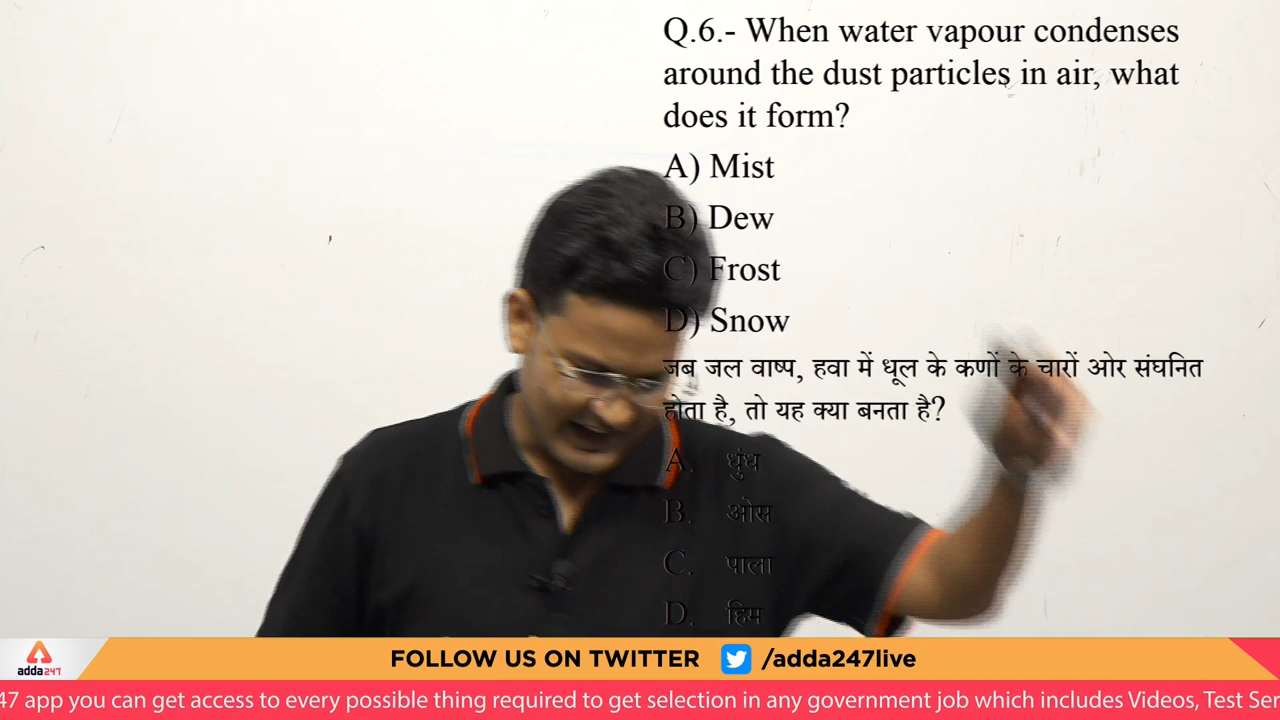 Q.6.- When water vapour condenses
around the dust particles in air, what
does it form?
A) Mist
B) Dew
C) Frost
D) Snow
जब जल वाष्प, हवा में धूल के कणों के चारों ओर संघनित
होता है, तो यह क्या बनता है?
A. धुंध
B. ओस
C. पाला
D. हिम
adda247
FOLLOW US ON TWITTER /adda247live
47 app you can get access to every possible thing required to get selection in any government job which includes Videos, Test Ser